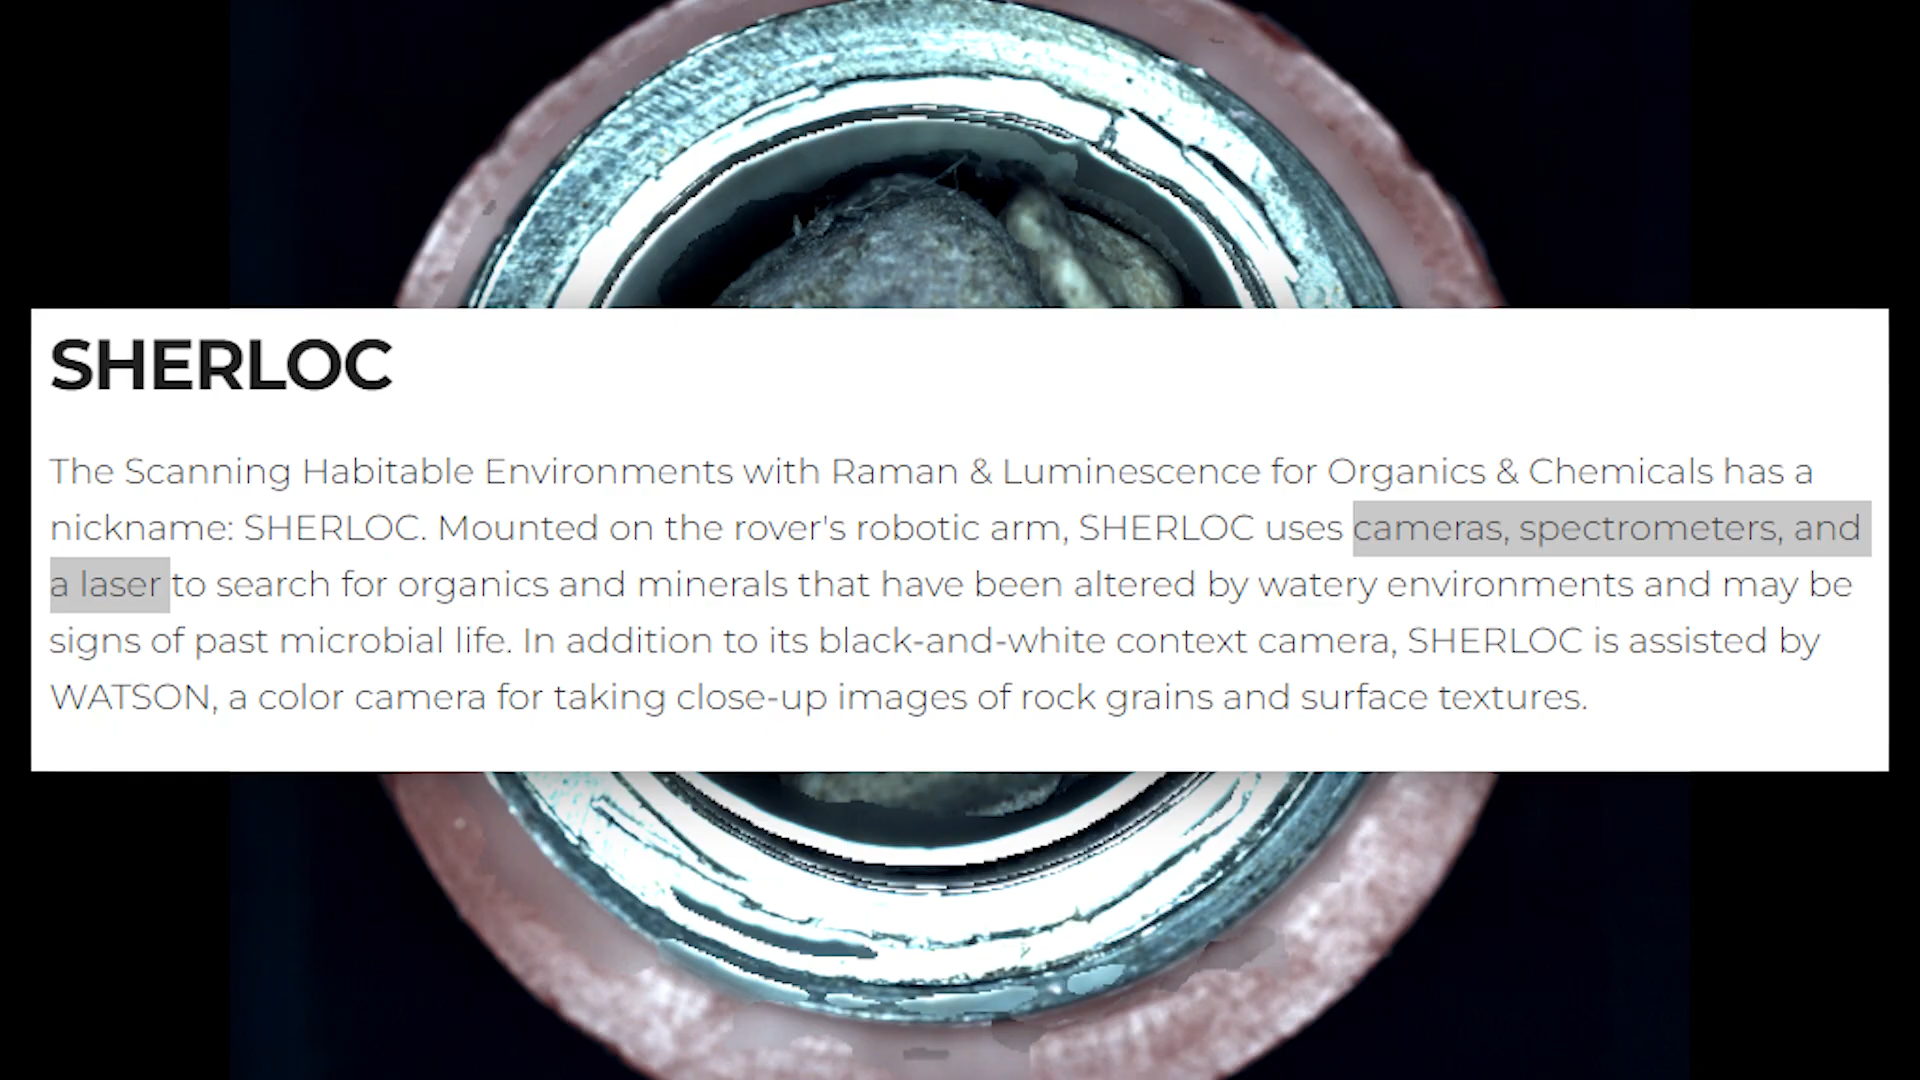 SHERLOC
The Scanning Habitable Environments with Raman & Luminescence for Organics & Chemicals has a
nickname: SHERLOC. Mounted on the rover's robotic arm, SHERLOC uses cameras, spectrometers, and
a laser to search for organics and minerals that have been altered by watery environments and may be
signs of past microbial life. In addition to its black-and-white context camera, SHERLOC is assisted by
WATSON, a color camera for taking close-up images of rock grains and surface textures.